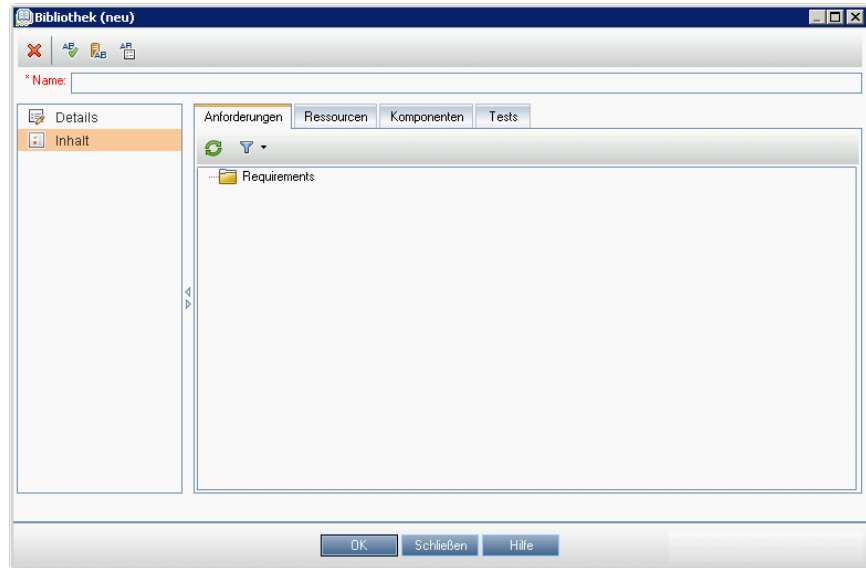 Bibliothek (neu)
* Name:
Details
Inhalt
Anforderungen Ressourcen Komponenten Tests
Requirements
OK Schließen Hilfe